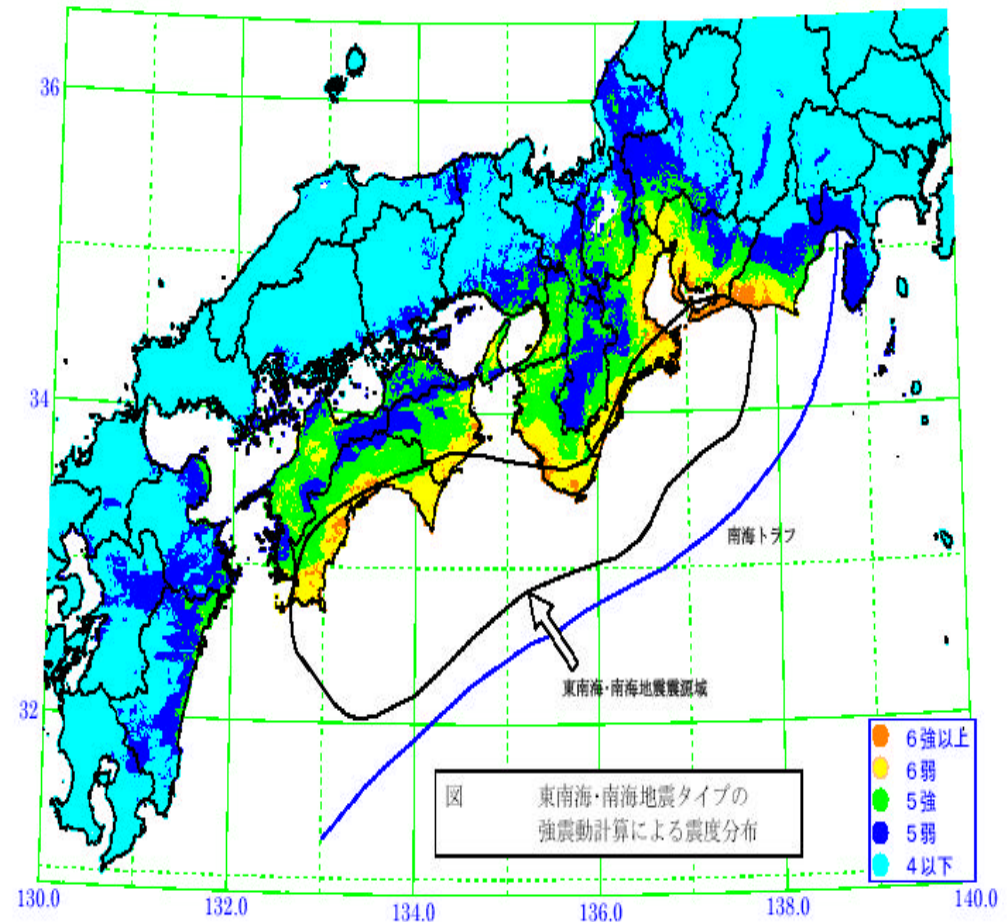 36
34
32
南海トラフ
東南海・南海地震震源域
図 東南海・南海地震タイプの
強震動計算による震度分布
6強以上
6弱
5強
5弱
4以下
130.0 132.0 134.0 136.0 138.0 140.0